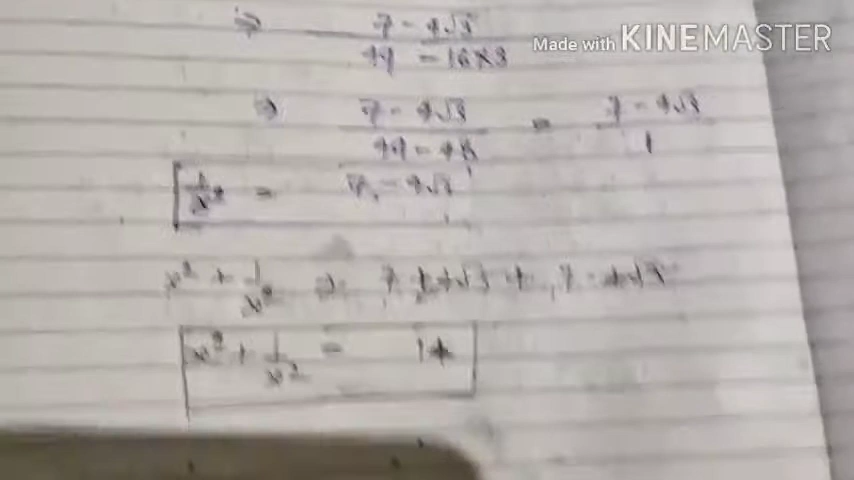 ⇒ 7 - 4√3 / 49 - 16×3
Made with KINEMASTER
⇒ 7 - 4√3 / 49 - 48 = 7 - 4√3 / 1
1/x² = 7 - 4√3
x² + 1/x² ⇒ 7 + 4√3 + 7 - 4√3
x² + 1/x² = 14